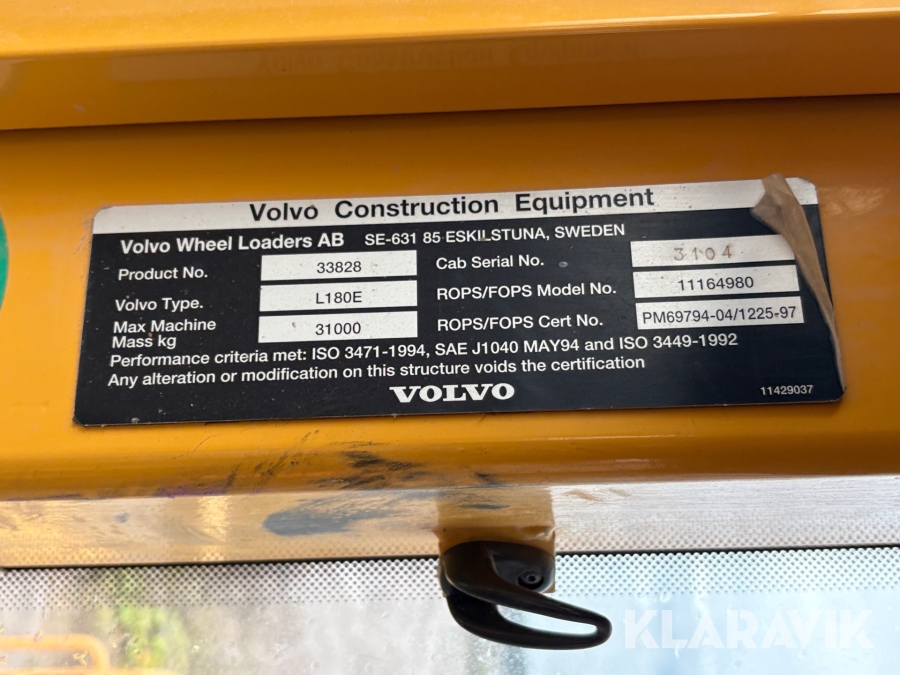 Volvo Construction Equipment
Volvo Wheel Loaders AB SE-631 85 ESKILSTUNA, SWEDEN
Product No. 33828 Cab Serial No. 3104
Volvo Type. L180E ROPS/FOPS Model No. 11164980
Max Machine Mass kg 31000 ROPS/FOPS Cert No. PM69794-04/1225-97
Performance criteria met: ISO 3471-1994, SAE J1040 MAY94 and ISO 3449-1992
Any alteration or modification on this structure voids the certification
VOLVO
11429037
KLARAVIK